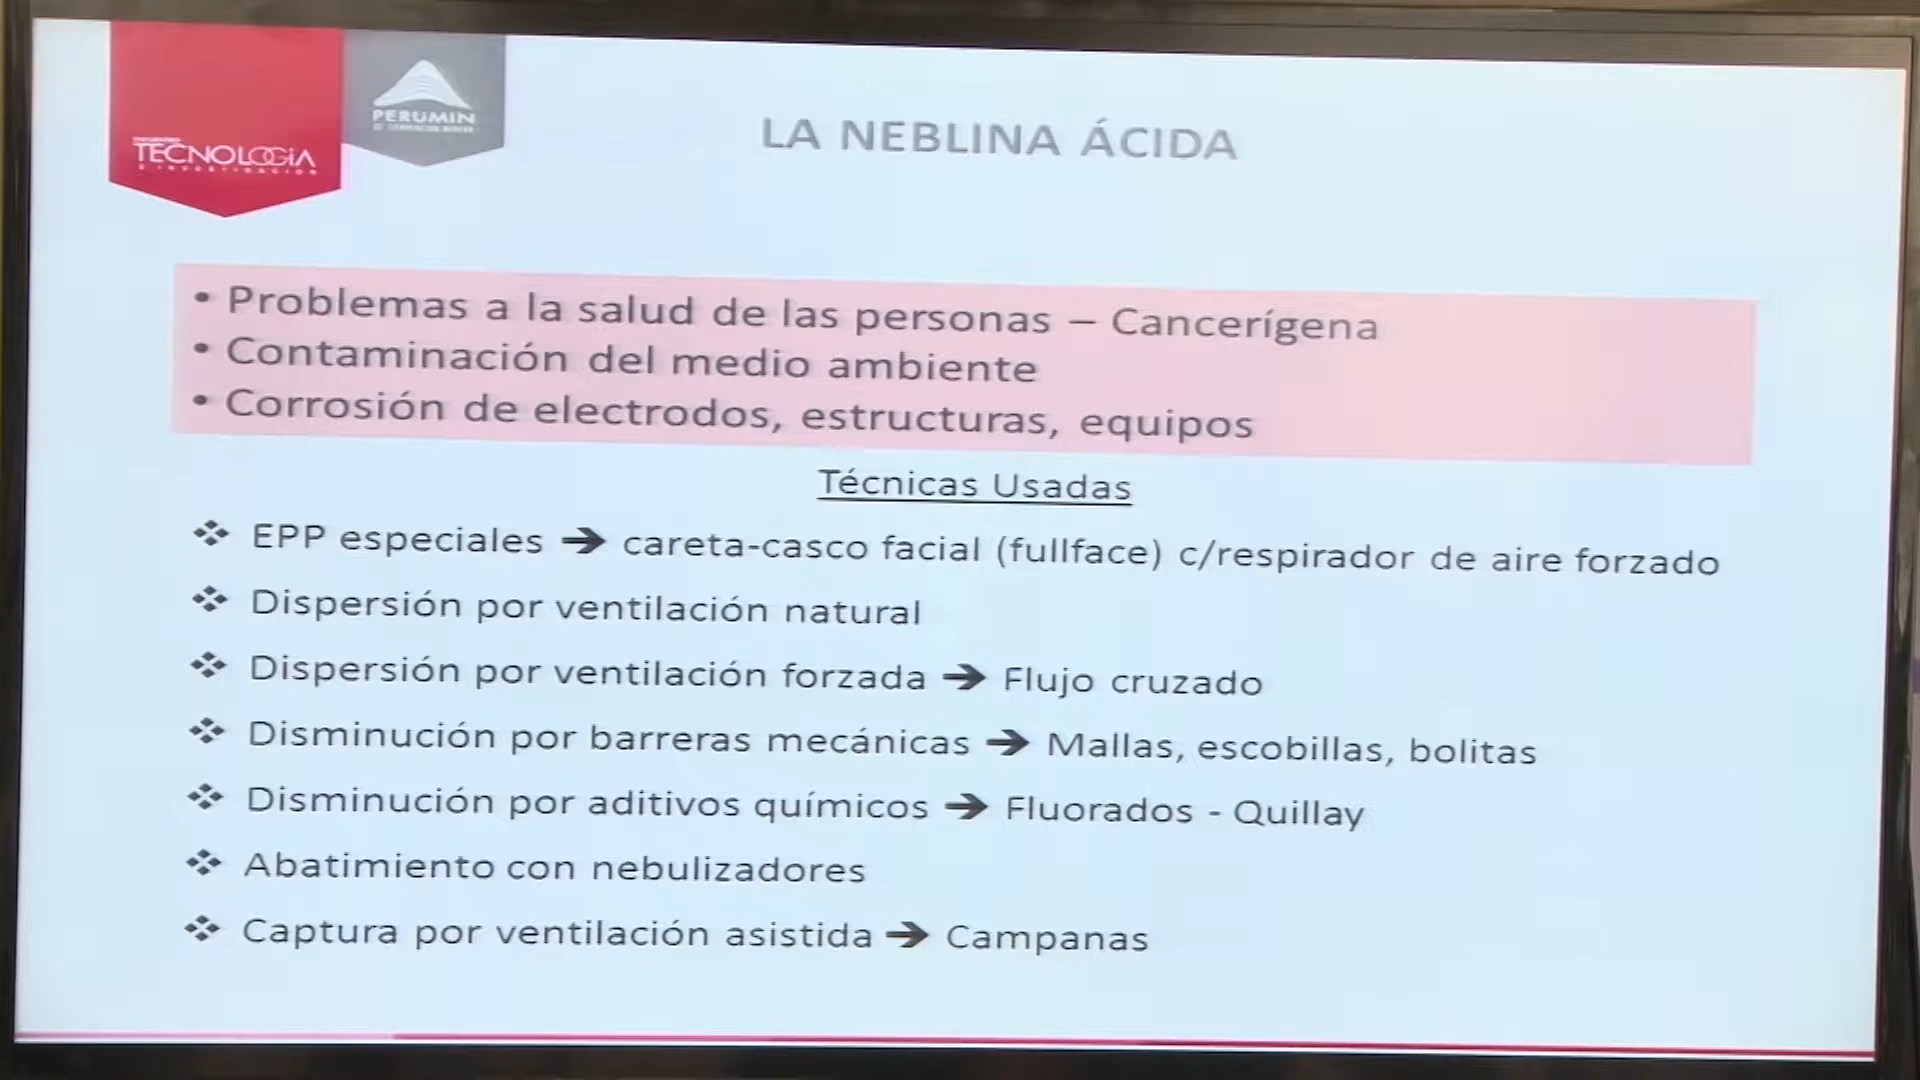 TECNOLOGIA
PERUMIN
LA NEBLINA ÁCIDA
• Problemas a la salud de las personas – Cancerígena
• Contaminación del medio ambiente
• Corrosión de electrodos, estructuras, equipos
Técnicas Usadas
❖ EPP especiales ➔ careta-casco facial (fullface) c/respirador de aire forzado
❖ Dispersión por ventilación natural
❖ Dispersión por ventilación forzada ➔ Flujo cruzado
❖ Disminución por barreras mecánicas ➔ Mallas, escobillas, bolitas
❖ Disminución por aditivos químicos ➔ Fluorados - Quillay
❖ Abatimiento con nebulizadores
❖ Captura por ventilación asistida ➔ Campanas